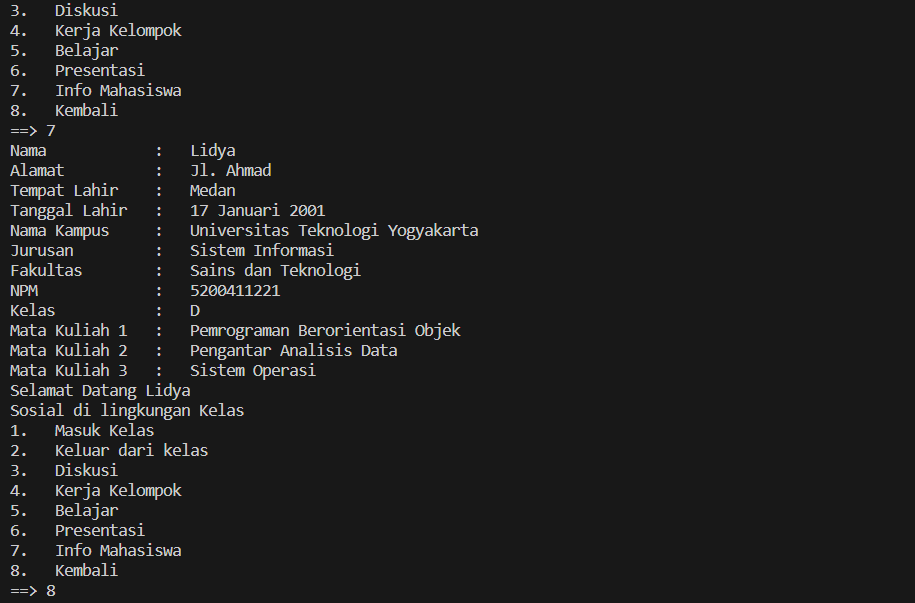 3.   Diskusi
4.   Kerja Kelompok
5.   Belajar
6.   Presentasi
7.   Info Mahasiswa
8.   Kembali
==> 7
Nama            :   Lidya
Alamat          :   Jl. Ahmad
Tempat Lahir    :   Medan
Tanggal Lahir   :   17 Januari 2001
Nama Kampus     :   Universitas Teknologi Yogyakarta
Jurusan         :   Sistem Informasi
Fakultas        :   Sains dan Teknologi
NPM             :   5200411221
Kelas           :   D
Mata Kuliah 1   :   Pemrograman Berorientasi Objek
Mata Kuliah 2   :   Pengantar Analisis Data
Mata Kuliah 3   :   Sistem Operasi
Selamat Datang Lidya
Sosial di lingkungan Kelas
1.   Masuk Kelas
2.   Keluar dari kelas
3.   Diskusi
4.   Kerja Kelompok
5.   Belajar
6.   Presentasi
7.   Info Mahasiswa
8.   Kembali
==> 8